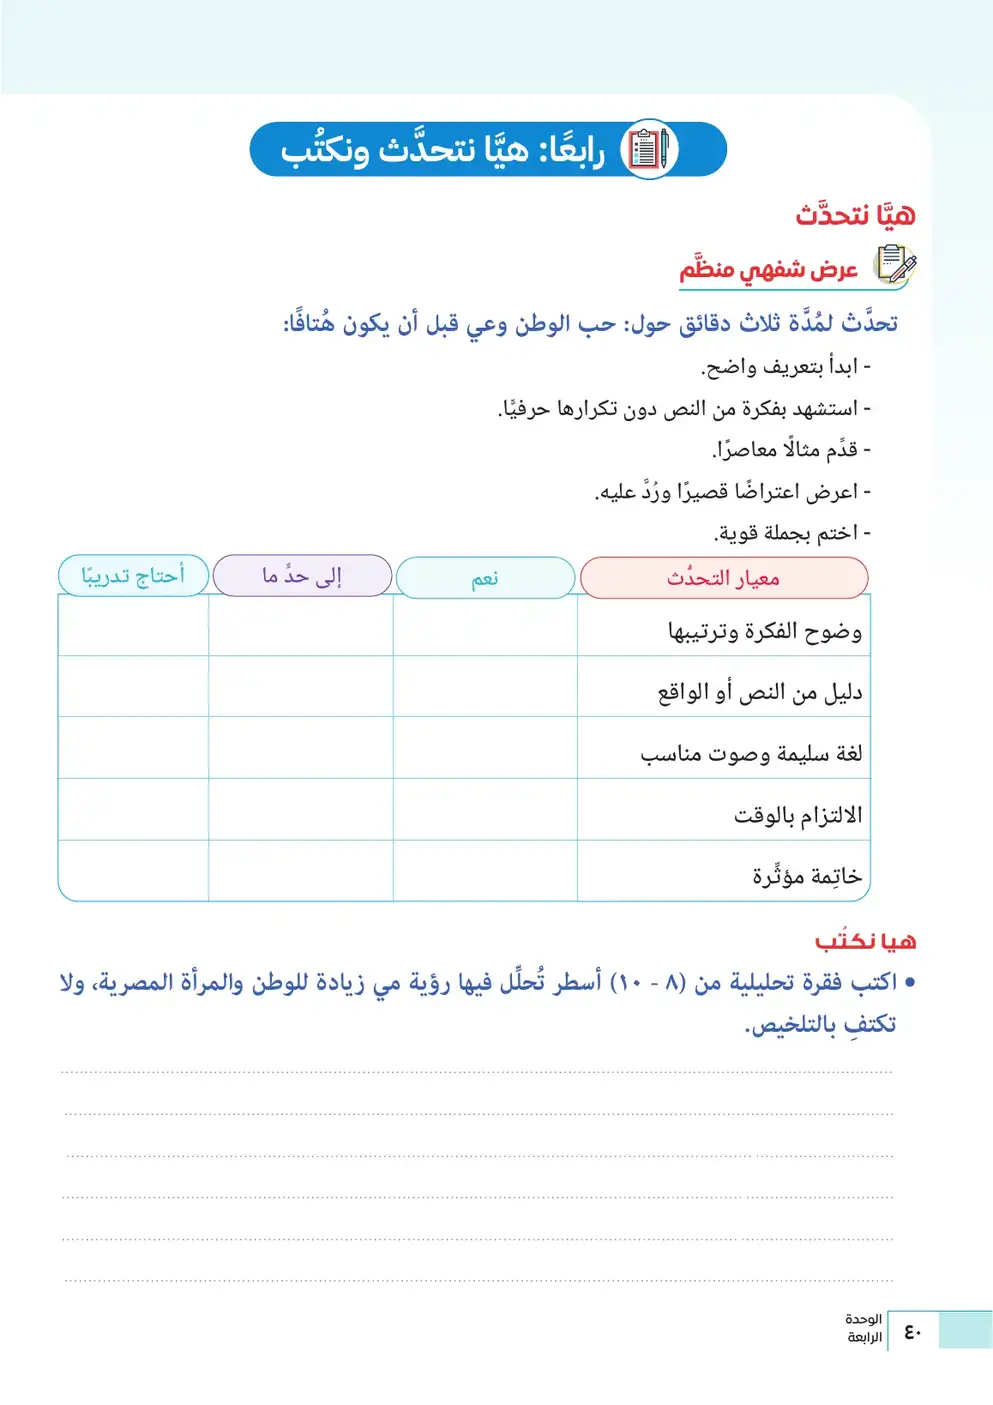 رابعًا: هيَّا نتحدَّث ونكتُب
هيَّا نتحدَّث
عرض شفهي منظَّم
تحدَّث لمُدَّة ثلاث دقائق حول: حب الوطن وعي قبل أن يكون هُتافًا:
- ابدأ بتعريف واضح.
- استشهد بفكرة من النص دون تكرارها حرفيًّا.
- قدِّم مثالًا معاصرًا.
- اعرض اعتراضًا قصيرًا ورُدَّ عليه.
- اختم بجملة قوية.
معيار التحدُّث نعم إلى حدِّ ما أحتاج تدريبًا
وضوح الفكرة وترتيبها
دليل من النص أو الواقع
لغة سليمة وصوت مناسب
الالتزام بالوقت
خاتِمة مؤثِّرة
هيا نكتُب
• اكتب فقرة تحليلية من (٨ - ١٠) أسطر تُحلِّل فيها رؤية مي زيادة للوطن والمرأة المصرية، ولا
تكتفِ بالتلخيص.
الوحدة
الرابعة
٤٠